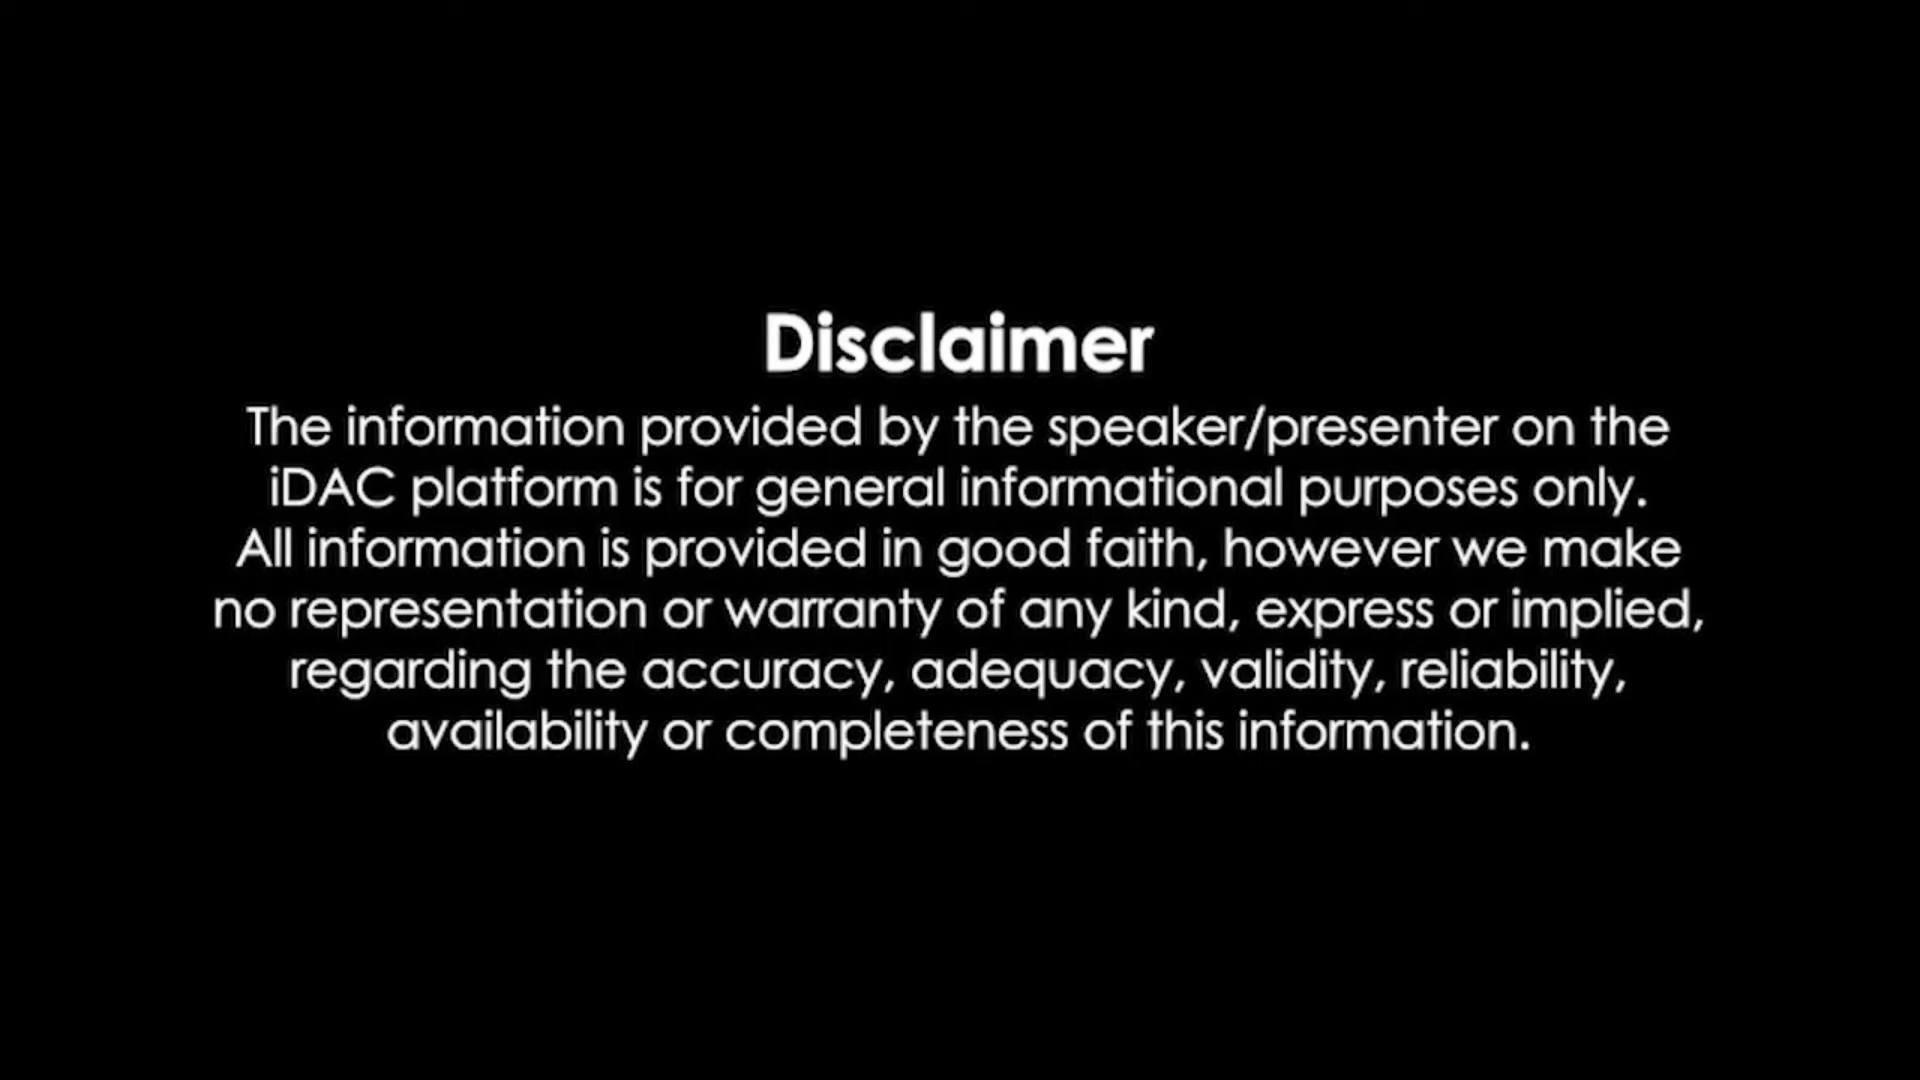 Disclaimer
The information provided by the speaker/presenter on the
iDAC platform is for general informational purposes only.
All information is provided in good faith, however we make
no representation or warranty of any kind, express or implied,
regarding the accuracy, adequacy, validity, reliability,
availability or completeness of this information.